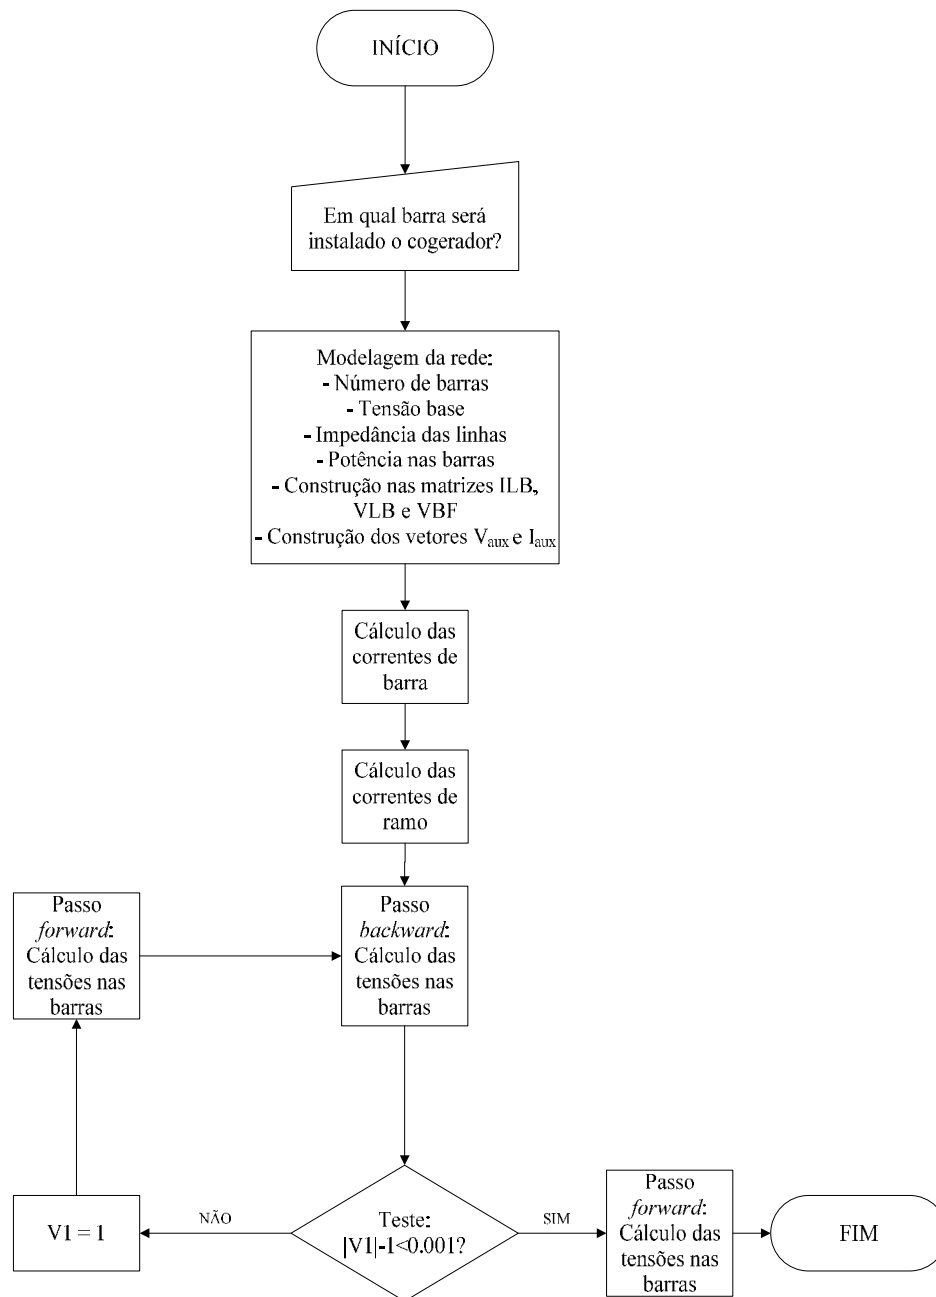 INÍCIO
Em qual barra será
instalado o cogerador?
Modelagem da rede:
- Número de barras
- Tensão base
- Impedância das linhas
- Potência nas barras
- Construção nas matrizes ILB,
VLB e VBF
- Construção dos vetores Vaux e Iaux
Cálculo das
correntes de
barra
Cálculo das
correntes de
ramo
Passo
forward:
Cálculo das
tensões nas
barras
Passo
backward:
Cálculo das
tensões nas
barras
V1 = 1
NÃO
Teste:
|V1|-1<0.001?
SIM
Passo
forward:
Cálculo das
tensões nas
barras
FIM